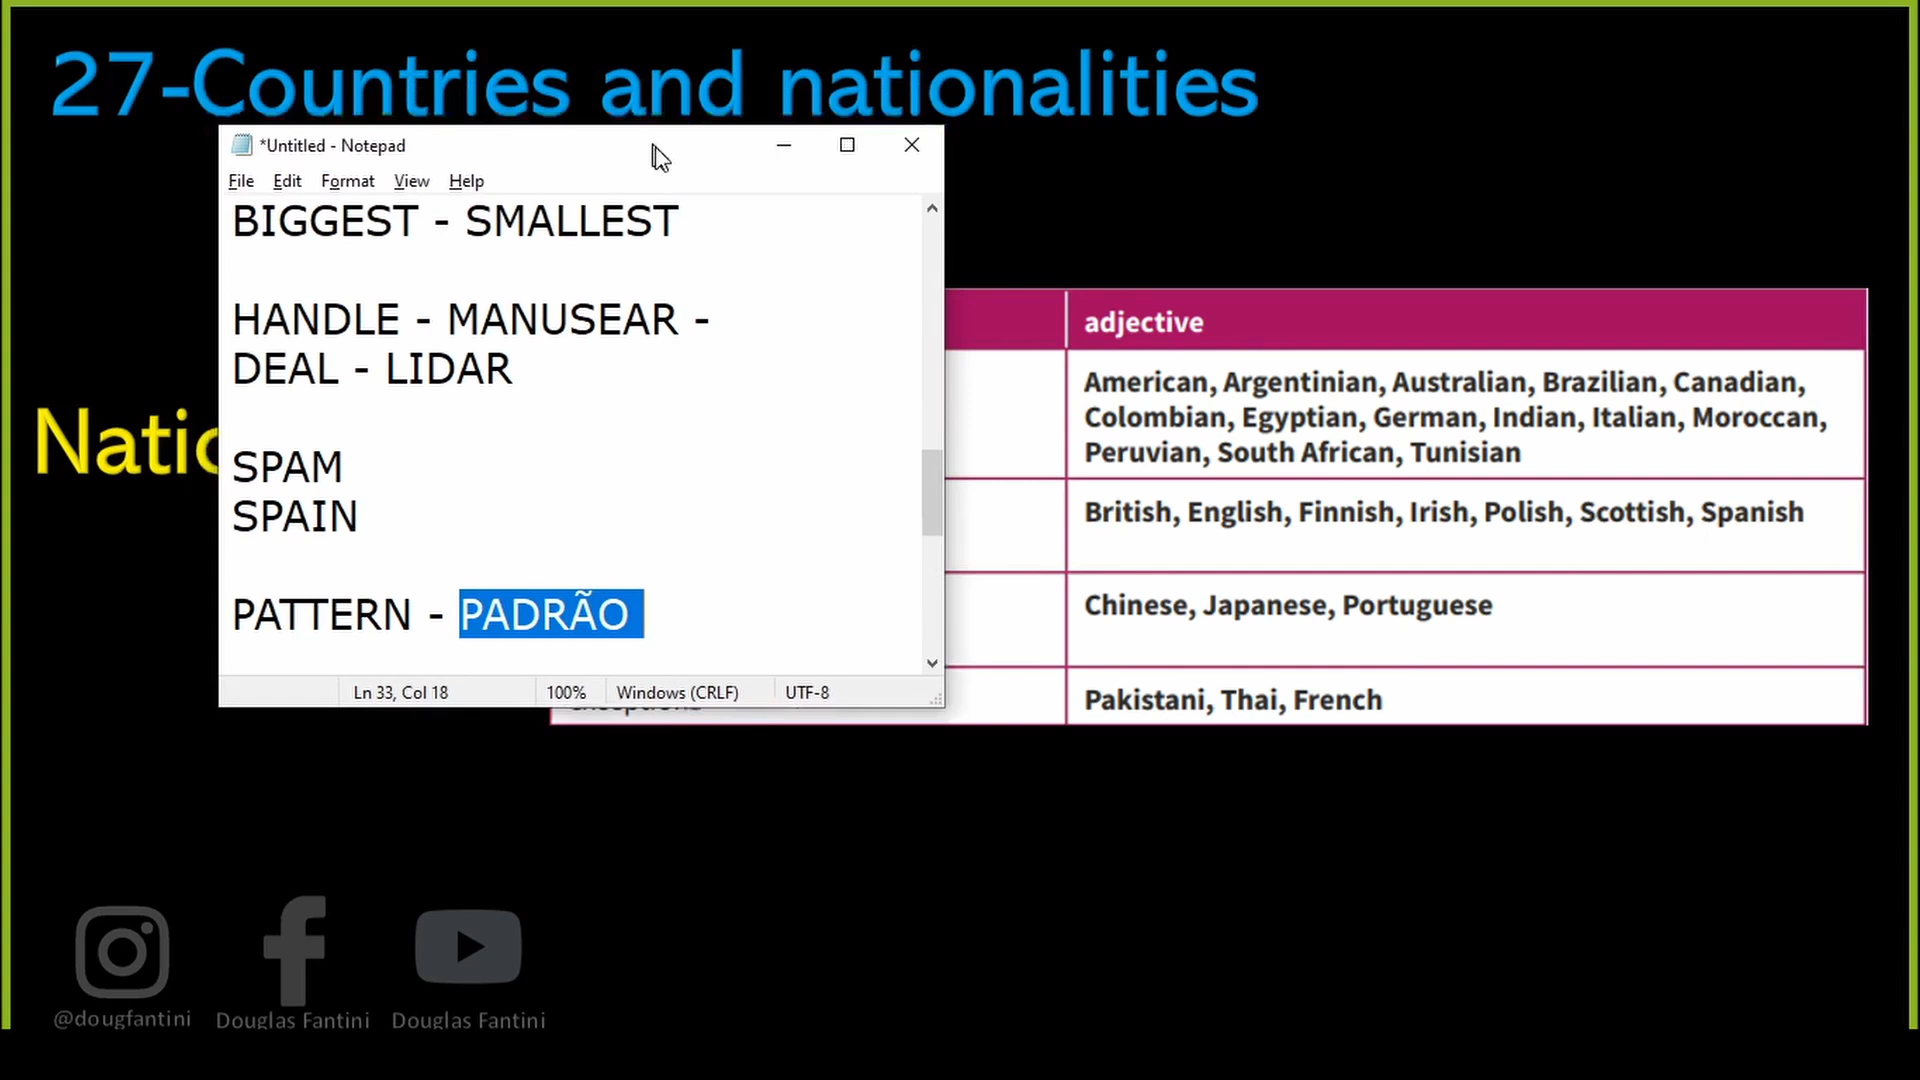 27-Countries and nationalities
*Untitled - Notepad
File Edit Format View Help
BIGGEST - SMALLEST
HANDLE - MANUSEAR -
DEAL - LIDAR
SPAM
SPAIN
PATTERN - PADRÃO
Ln 33, Col 18 100% Windows (CRLF) UTF-8
adjective
American, Argentinian, Australian, Brazilian, Canadian,
Colombian, Egyptian, German, Indian, Italian, Moroccan,
Peruvian, South African, Tunisian
British, English, Finnish, Irish, Polish, Scottish, Spanish
Chinese, Japanese, Portuguese
Pakistani, Thai, French
@dougfantini Douglas Fantini Douglas Fantini